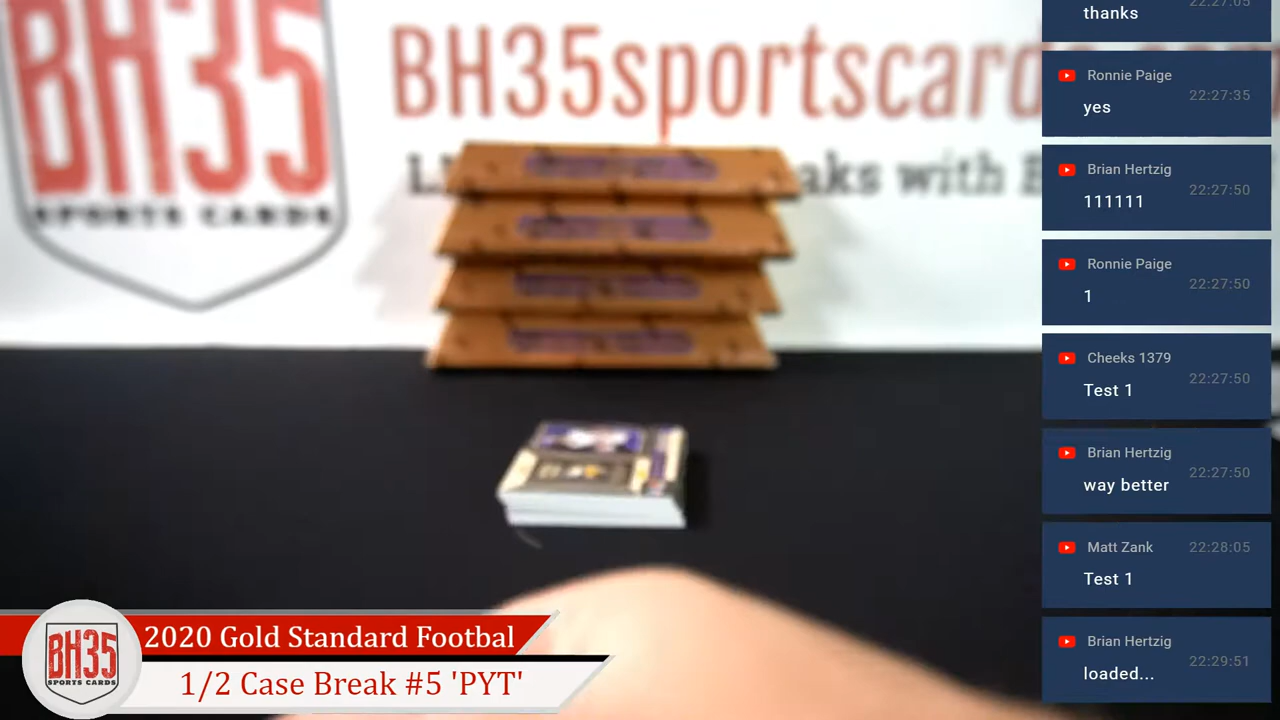 BH35
SPORTS CARDS
BH35sportscard
aks with
thanks
22:27:05
Ronnie Paige
22:27:35
yes
Brian Hertzig
22:27:50
111111
Ronnie Paige
22:27:50
1
Cheeks 1379
22:27:50
Test 1
Brian Hertzig
22:27:50
way better
Matt Zank
22:28:05
Test 1
Brian Hertzig
22:29:51
loaded...
BH35
SPORTS CARDS
2020 Gold Standard Footbal
1/2 Case Break #5 'PYT'